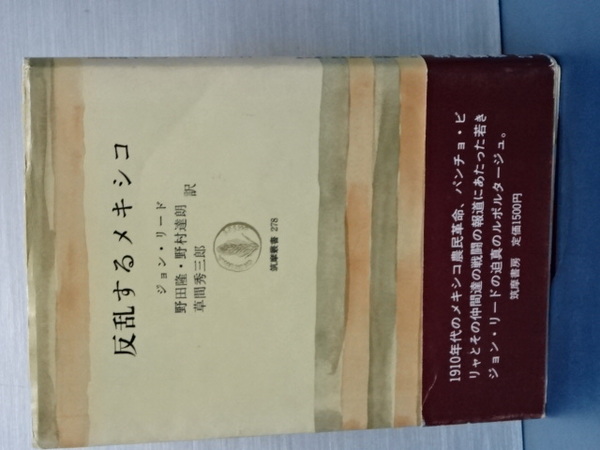 反乱するメキシコ
ジョン・リード
野田隆・野村達朗 訳
草間秀三郎
筑摩叢書 278
1910年代のメキシコ農民革命、パンチョ・ビ
リャとその仲間達の戦闘の報道にあたった若き
ジョン・リードの迫真のルポルタージュ。
筑摩書房 定価1500円